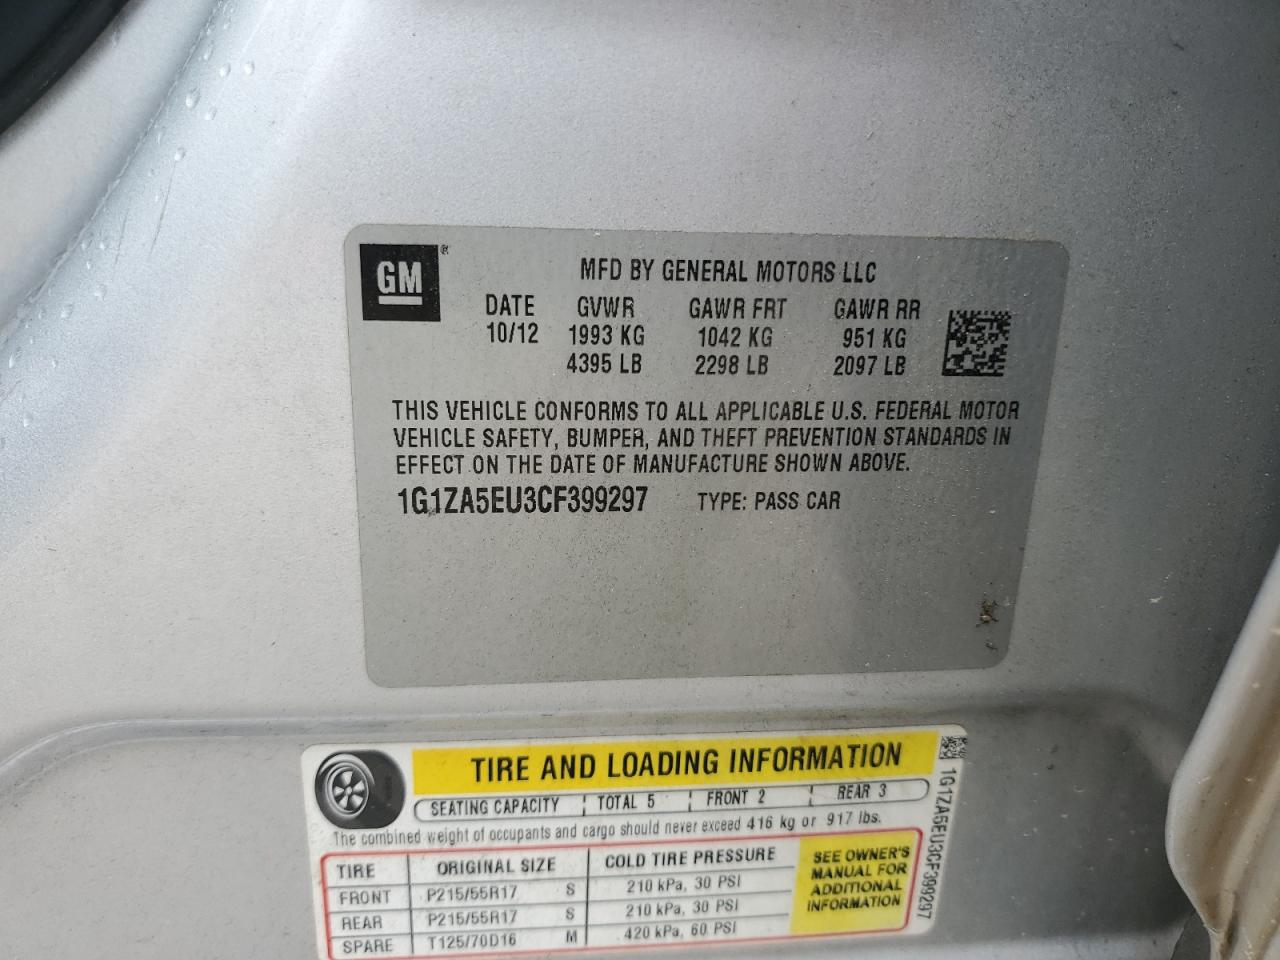 GM ®
MFD BY GENERAL MOTORS LLC
DATE GVWR GAWR FRT GAWR RR
10/12 1993 KG 1042 KG 951 KG
4395 LB 2298 LB 2097 LB
THIS VEHICLE CONFORMS TO ALL APPLICABLE U.S. FEDERAL MOTOR
VEHICLE SAFETY, BUMPER, AND THEFT PREVENTION STANDARDS IN
EFFECT ON THE DATE OF MANUFACTURE SHOWN ABOVE.
1G1ZA5EU3CF399297 TYPE: PASS CAR
TIRE AND LOADING INFORMATION
SEATING CAPACITY TOTAL 5 FRONT 2 REAR 3
The combined weight of occupants and cargo should never exceed 416 kg or 917 lbs.
TIRE ORIGINAL SIZE COLD TIRE PRESSURE
FRONT P215/55R17 S 210 kPa, 30 PSI
REAR P215/55R17 S 210 kPa, 30 PSI
SPARE T125/70D16 M 420 kPa, 60 PSI
SEE OWNER'S
MANUAL FOR
ADDITIONAL
INFORMATION
1G1ZA5EU3CF399297